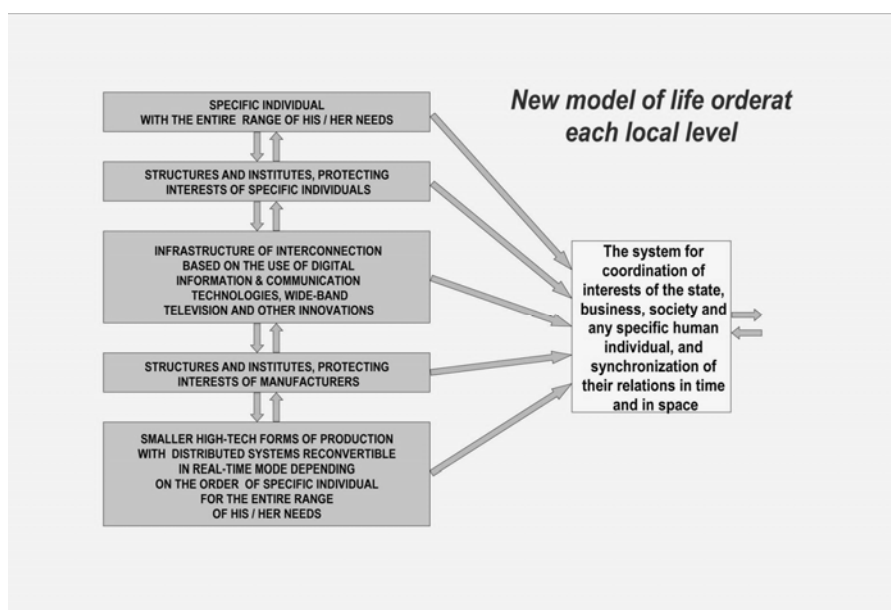 New model of life orderat
each local level
SPECIFIC INDIVIDUAL
WITH THE ENTIRE RANGE OF HIS / HER NEEDS
STRUCTURES AND INSTITUTES, PROTECTING
INTERESTS OF SPECIFIC INDIVIDUALS
INFRASTRUCTURE OF INTERCONNECTION
BASED ON THE USE OF DIGITAL
INFORMATION & COMMUNICATION
TECHNOLOGIES, WIDE-BAND
TELEVISION AND OTHER INNOVATIONS
STRUCTURES AND INSTITUTES, PROTECTING
INTERESTS OF MANUFACTURERS
SMALLER HIGH-TECH FORMS OF PRODUCTION
WITH DISTRIBUTED SYSTEMS RECONVERTIBLE
IN REAL-TIME MODE DEPENDING
ON THE ORDER OF SPECIFIC INDIVIDUAL
FOR THE ENTIRE RANGE
OF HIS / HER NEEDS
The system for
coordination of
interests of the state,
business, society and
any specific human
individual, and
synchronization of
their relations in time
and in space